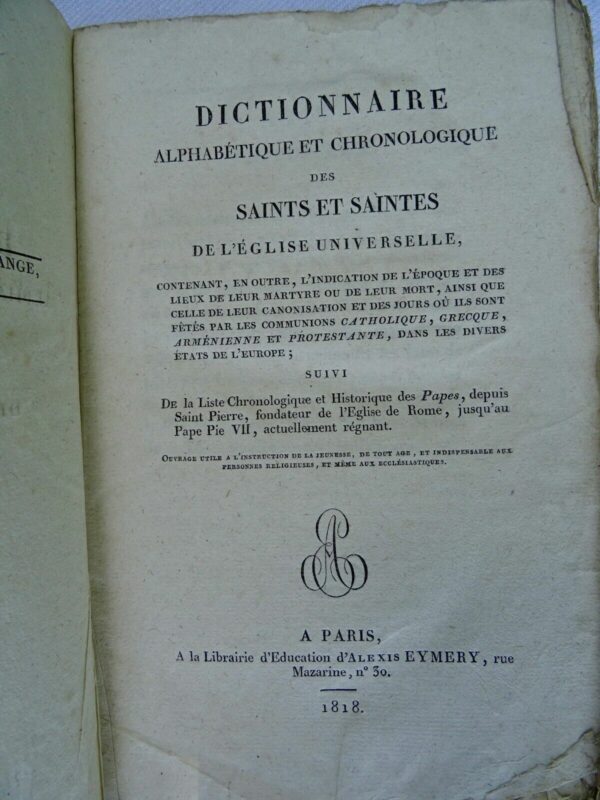 ANGE,
DICTIONNAIRE
ALPHABÉTIQUE ET CHRONOLOGIQUE
DES
SAINTS ET SAINTES
DE L'ÉGLISE UNIVERSELLE,
CONTENANT, EN OUTRE, L'INDICATION DE L'ÉPOQUE ET DES
LIEUX DE LEUR MARTYRE OU DE LEUR MORT, AINSI QUE
CELLE DE LEUR CANONISATION ET DES JOURS OÙ ILS SONT
FÊTÉS PAR LES COMMUNIONS CATHOLIQUE, GRECQUE,
ARMÉNIENNE ET PROTESTANTE, DANS LES DIVERS
ÉTATS DE L'EUROPE;
SUIVI
DE la Liste Chronologique et Historique des Papes, depuis
Saint Pierre, fondateur de l'Eglise de Rome, jusqu'au
Pape Pie VII, actuellement régnant.
OUVRAGE UTILE A L'INSTRUCTION DE LA JEUNESSE, DE TOUT AGE, ET INDISPENSABLE AUX
PERSONNES RELIGIEUSES, ET MÊME AUX ECCLÉSIASTIQUES.
A PARIS,
A la Librairie d'Education d'ALEXIS EYMERY, rue
Mazarine, n° 30.
1818.